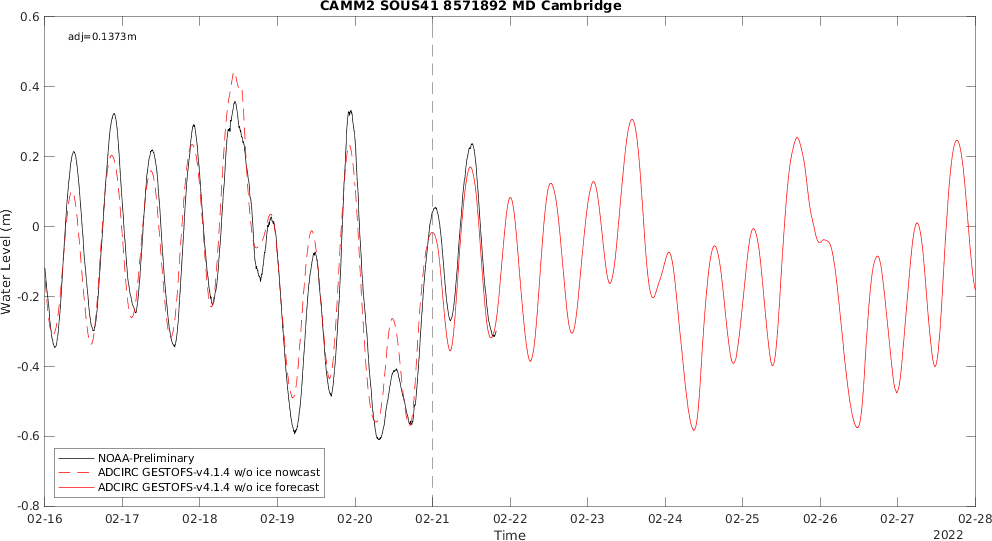 CAMM2 SOUS41 8571892 MD Cambridge
adj=0.1373m
0.6
0.4
0.2
0
-0.2
-0.4
-0.6
-0.8
Water Level (m)
NOAA-Preliminary
ADCIRC GESTOFS-v4.1.4 w/o ice nowcast
ADCIRC GESTOFS-v4.1.4 w/o ice forecast
02-16 02-17 02-18 02-19 02-20 02-21 02-22 02-23 02-24 02-25 02-26 02-27 02-28
Time
2022